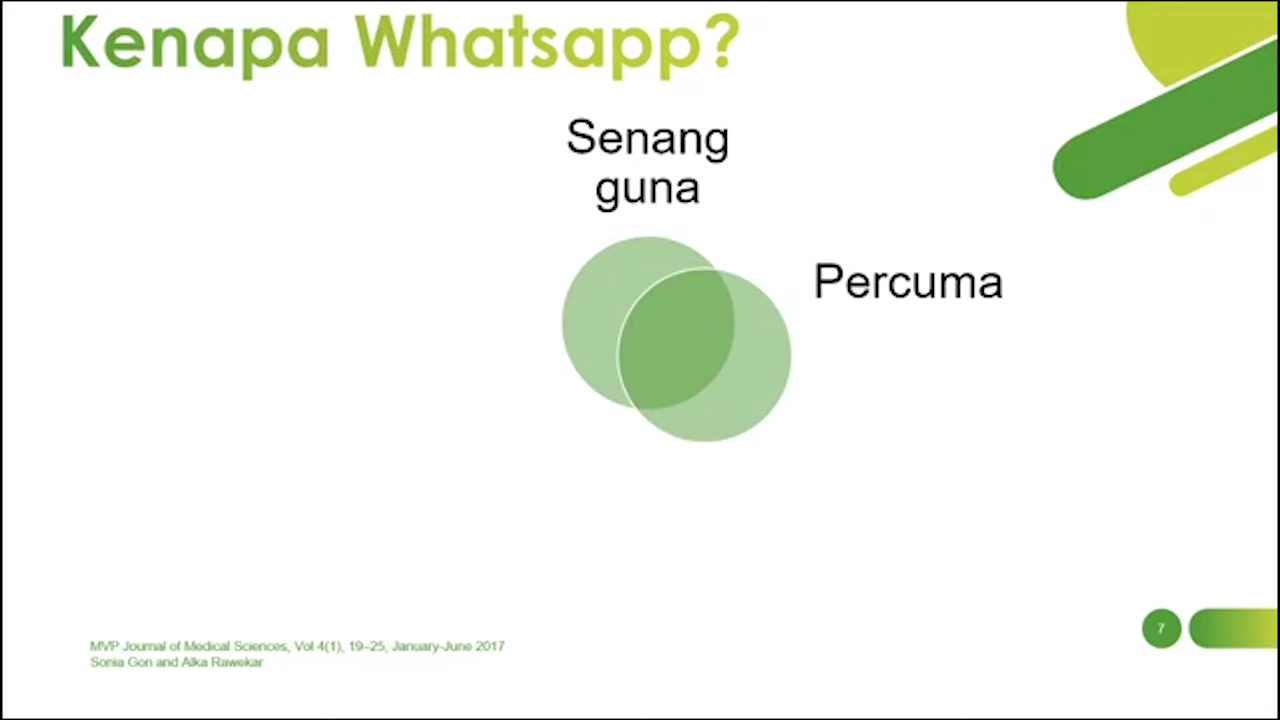 Kenapa Whatsapp?
Senang
guna
Percuma
MVP Journal of Medical Sciences, Vol 4(1), 19–25, January-June 2017
Sonia Gon and Alka Rawekar
7